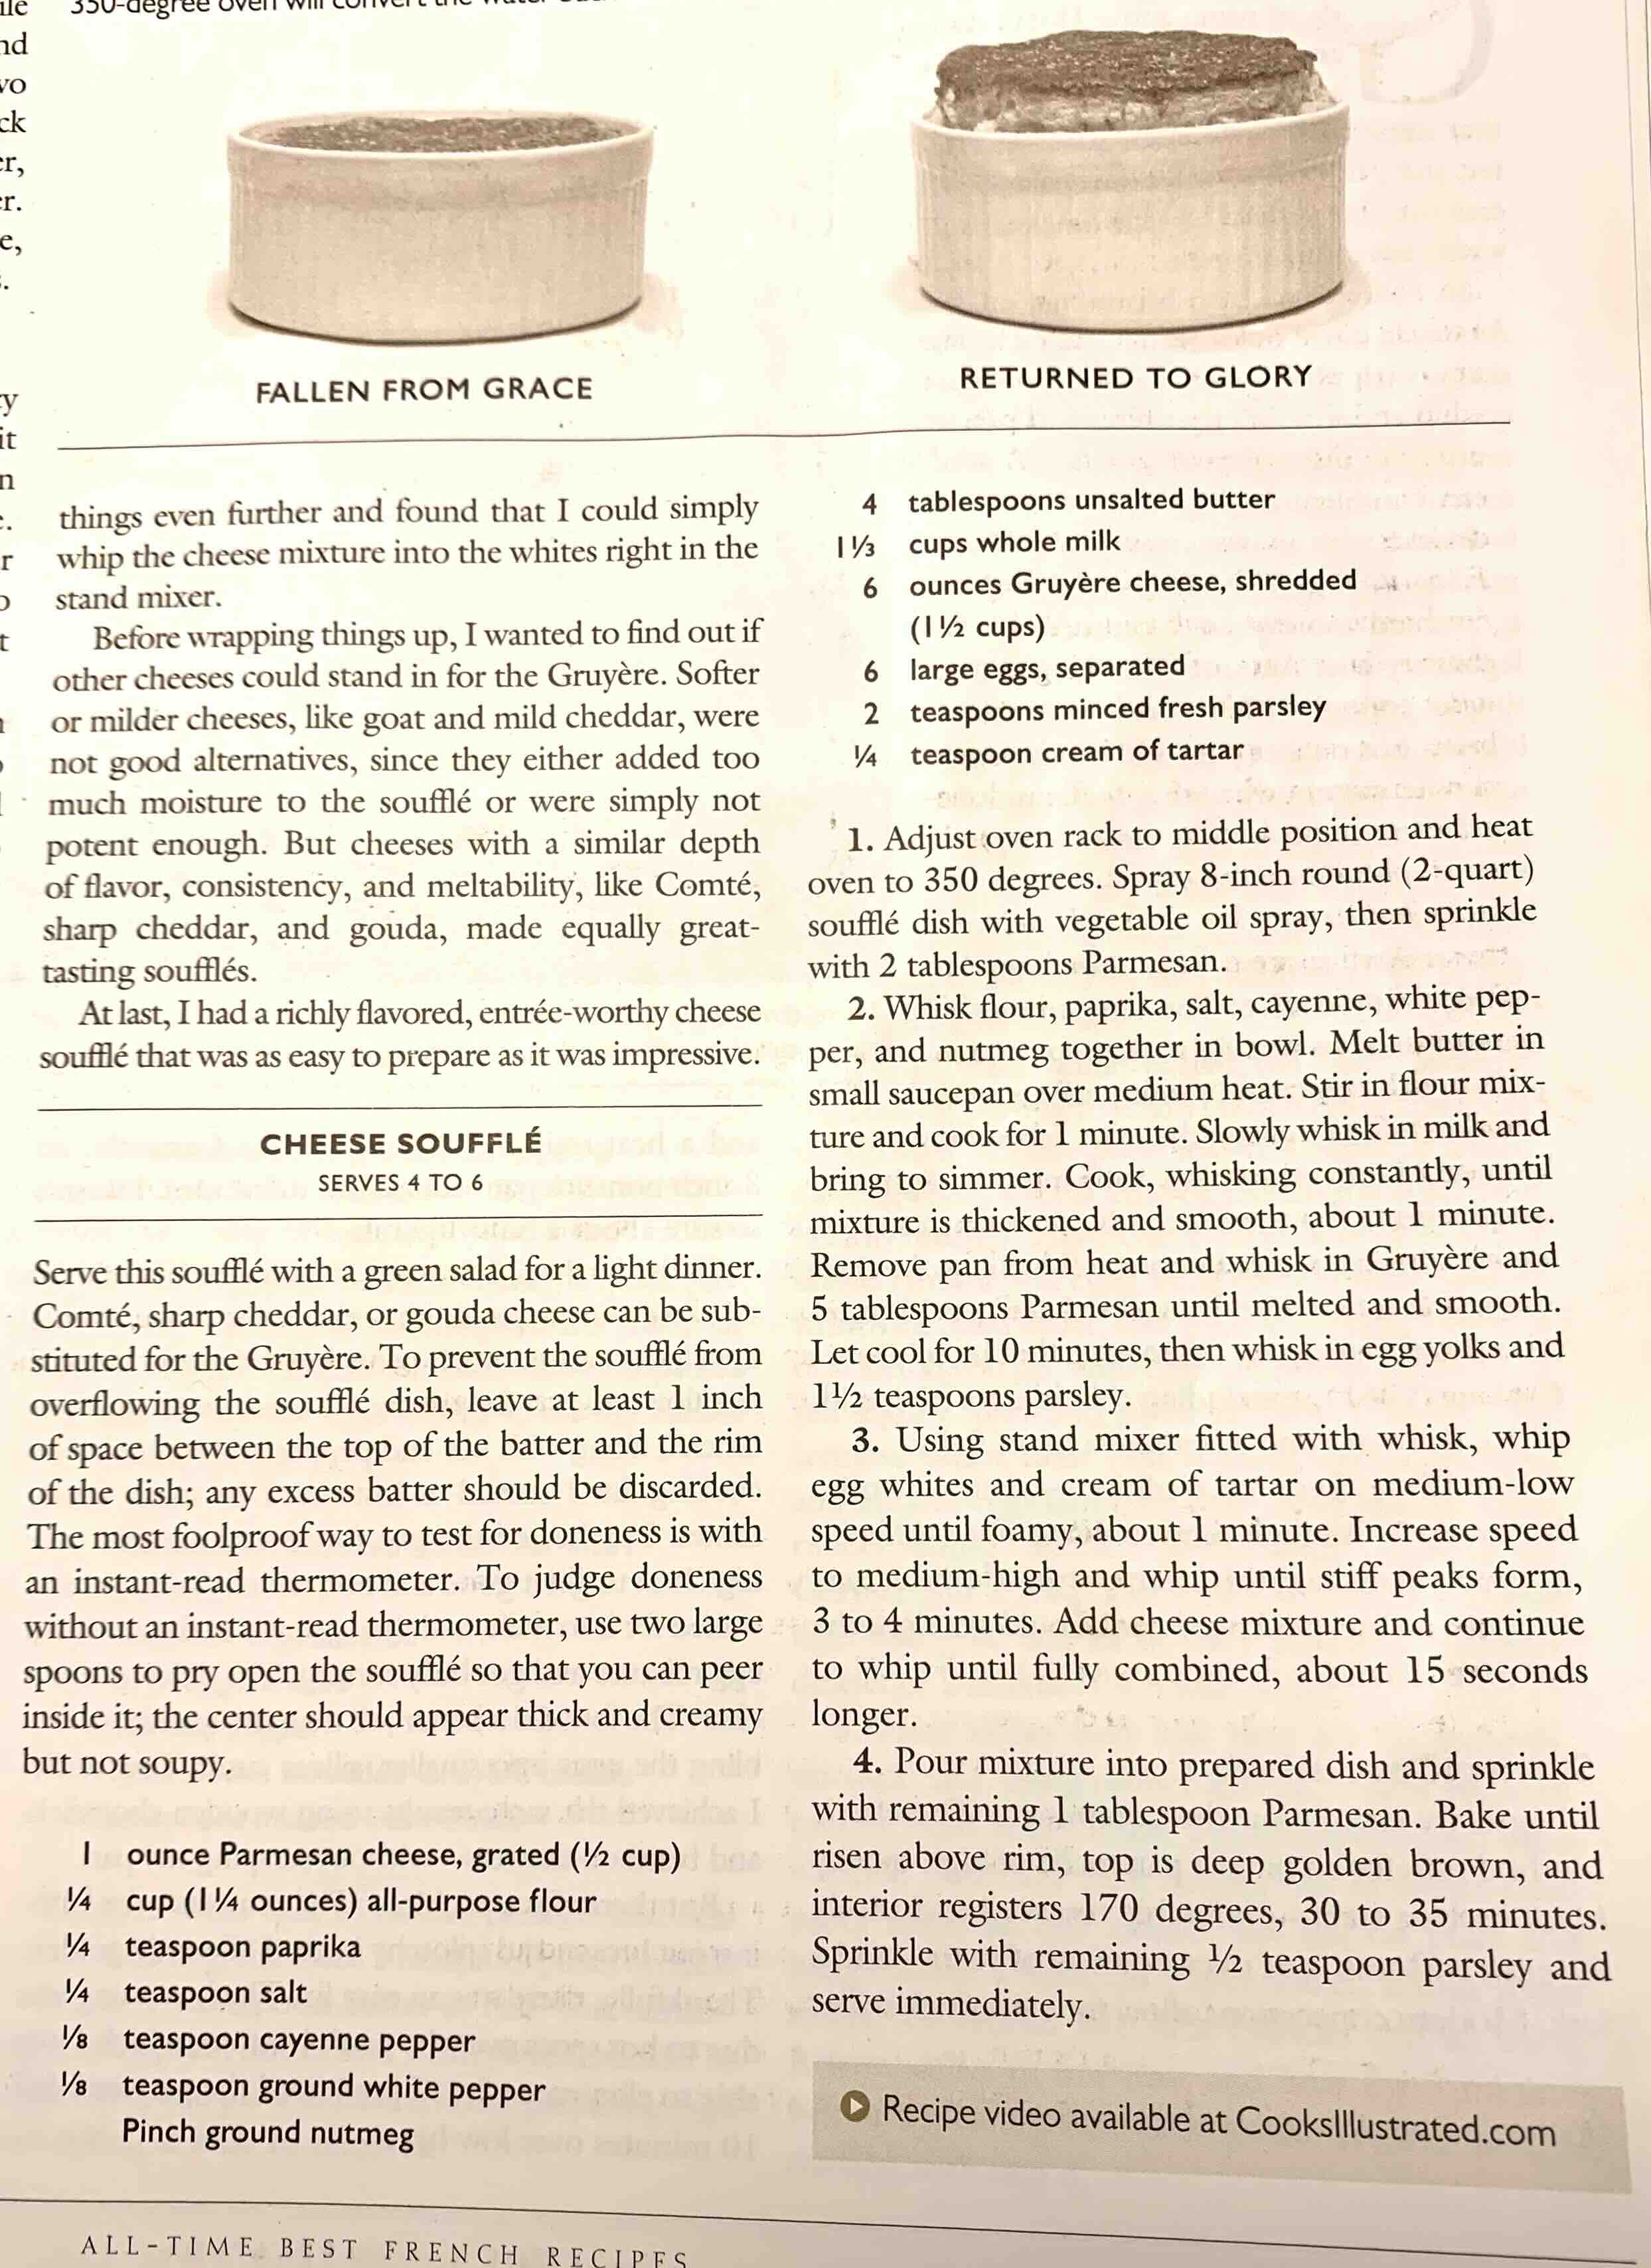 350-degree oven will convert the water
FALLEN FROM GRACE
RETURNED TO GLORY
things even further and found that I could simply
whip the cheese mixture into the whites right in the
stand mixer.
Before wrapping things up, I wanted to find out if
other cheeses could stand in for the Gruyère. Softer
or milder cheeses, like goat and mild cheddar, were
not good alternatives, since they either added too
much moisture to the soufflé or were simply not
potent enough. But cheeses with a similar depth
of flavor, consistency, and meltability, like Comté,
sharp cheddar, and gouda, made equally great-
tasting soufflés.
At last, I had a richly flavored, entrée-worthy cheese
soufflé that was as easy to prepare as it was impressive.
CHEESE SOUFFLÉ
SERVES 4 TO 6
Serve this soufflé with a green salad for a light dinner.
Comté, sharp cheddar, or gouda cheese can be sub-
stituted for the Gruyère. To prevent the soufflé from
overflowing the soufflé dish, leave at least 1 inch
of space between the top of the batter and the rim
of the dish; any excess batter should be discarded.
The most foolproof way to test for doneness is with
an instant-read thermometer. To judge doneness
without an instant-read thermometer, use two large
spoons to pry open the soufflé so that you can peer
inside it; the center should appear thick and creamy
but not soupy.
1 ounce Parmesan cheese, grated (½ cup)
¼ cup (1¼ ounces) all-purpose flour
¼ teaspoon paprika
¼ teaspoon salt
⅛ teaspoon cayenne pepper
⅛ teaspoon ground white pepper
Pinch ground nutmeg
4 tablespoons unsalted butter
1⅓ cups whole milk
6 ounces Gruyère cheese, shredded
(1½ cups)
6 large eggs, separated
2 teaspoons minced fresh parsley
¼ teaspoon cream of tartar
1. Adjust oven rack to middle position and heat
oven to 350 degrees. Spray 8-inch round (2-quart)
soufflé dish with vegetable oil spray, then sprinkle
with 2 tablespoons Parmesan.
2. Whisk flour, paprika, salt, cayenne, white pep-
per, and nutmeg together in bowl. Melt butter in
small saucepan over medium heat. Stir in flour mix-
ture and cook for 1 minute. Slowly whisk in milk and
bring to simmer. Cook, whisking constantly, until
mixture is thickened and smooth, about 1 minute.
Remove pan from heat and whisk in Gruyère and
5 tablespoons Parmesan until melted and smooth.
Let cool for 10 minutes, then whisk in egg yolks and
1½ teaspoons parsley.
3. Using stand mixer fitted with whisk, whip
egg whites and cream of tartar on medium-low
speed until foamy, about 1 minute. Increase speed
to medium-high and whip until stiff peaks form,
3 to 4 minutes. Add cheese mixture and continue
to whip until fully combined, about 15 seconds
longer.
4. Pour mixture into prepared dish and sprinkle
with remaining 1 tablespoon Parmesan. Bake until
risen above rim, top is deep golden brown, and
interior registers 170 degrees, 30 to 35 minutes.
Sprinkle with remaining ½ teaspoon parsley and
serve immediately.
Recipe video available at CooksIllustrated.com
ALL-TIME BEST FRENCH RECIPES